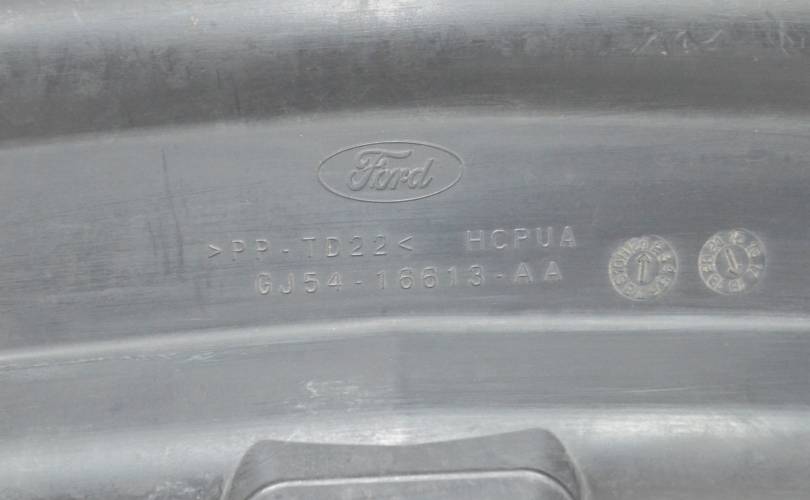 Ford
>PP-TD22< HCPUA
GJ54-16613-AA